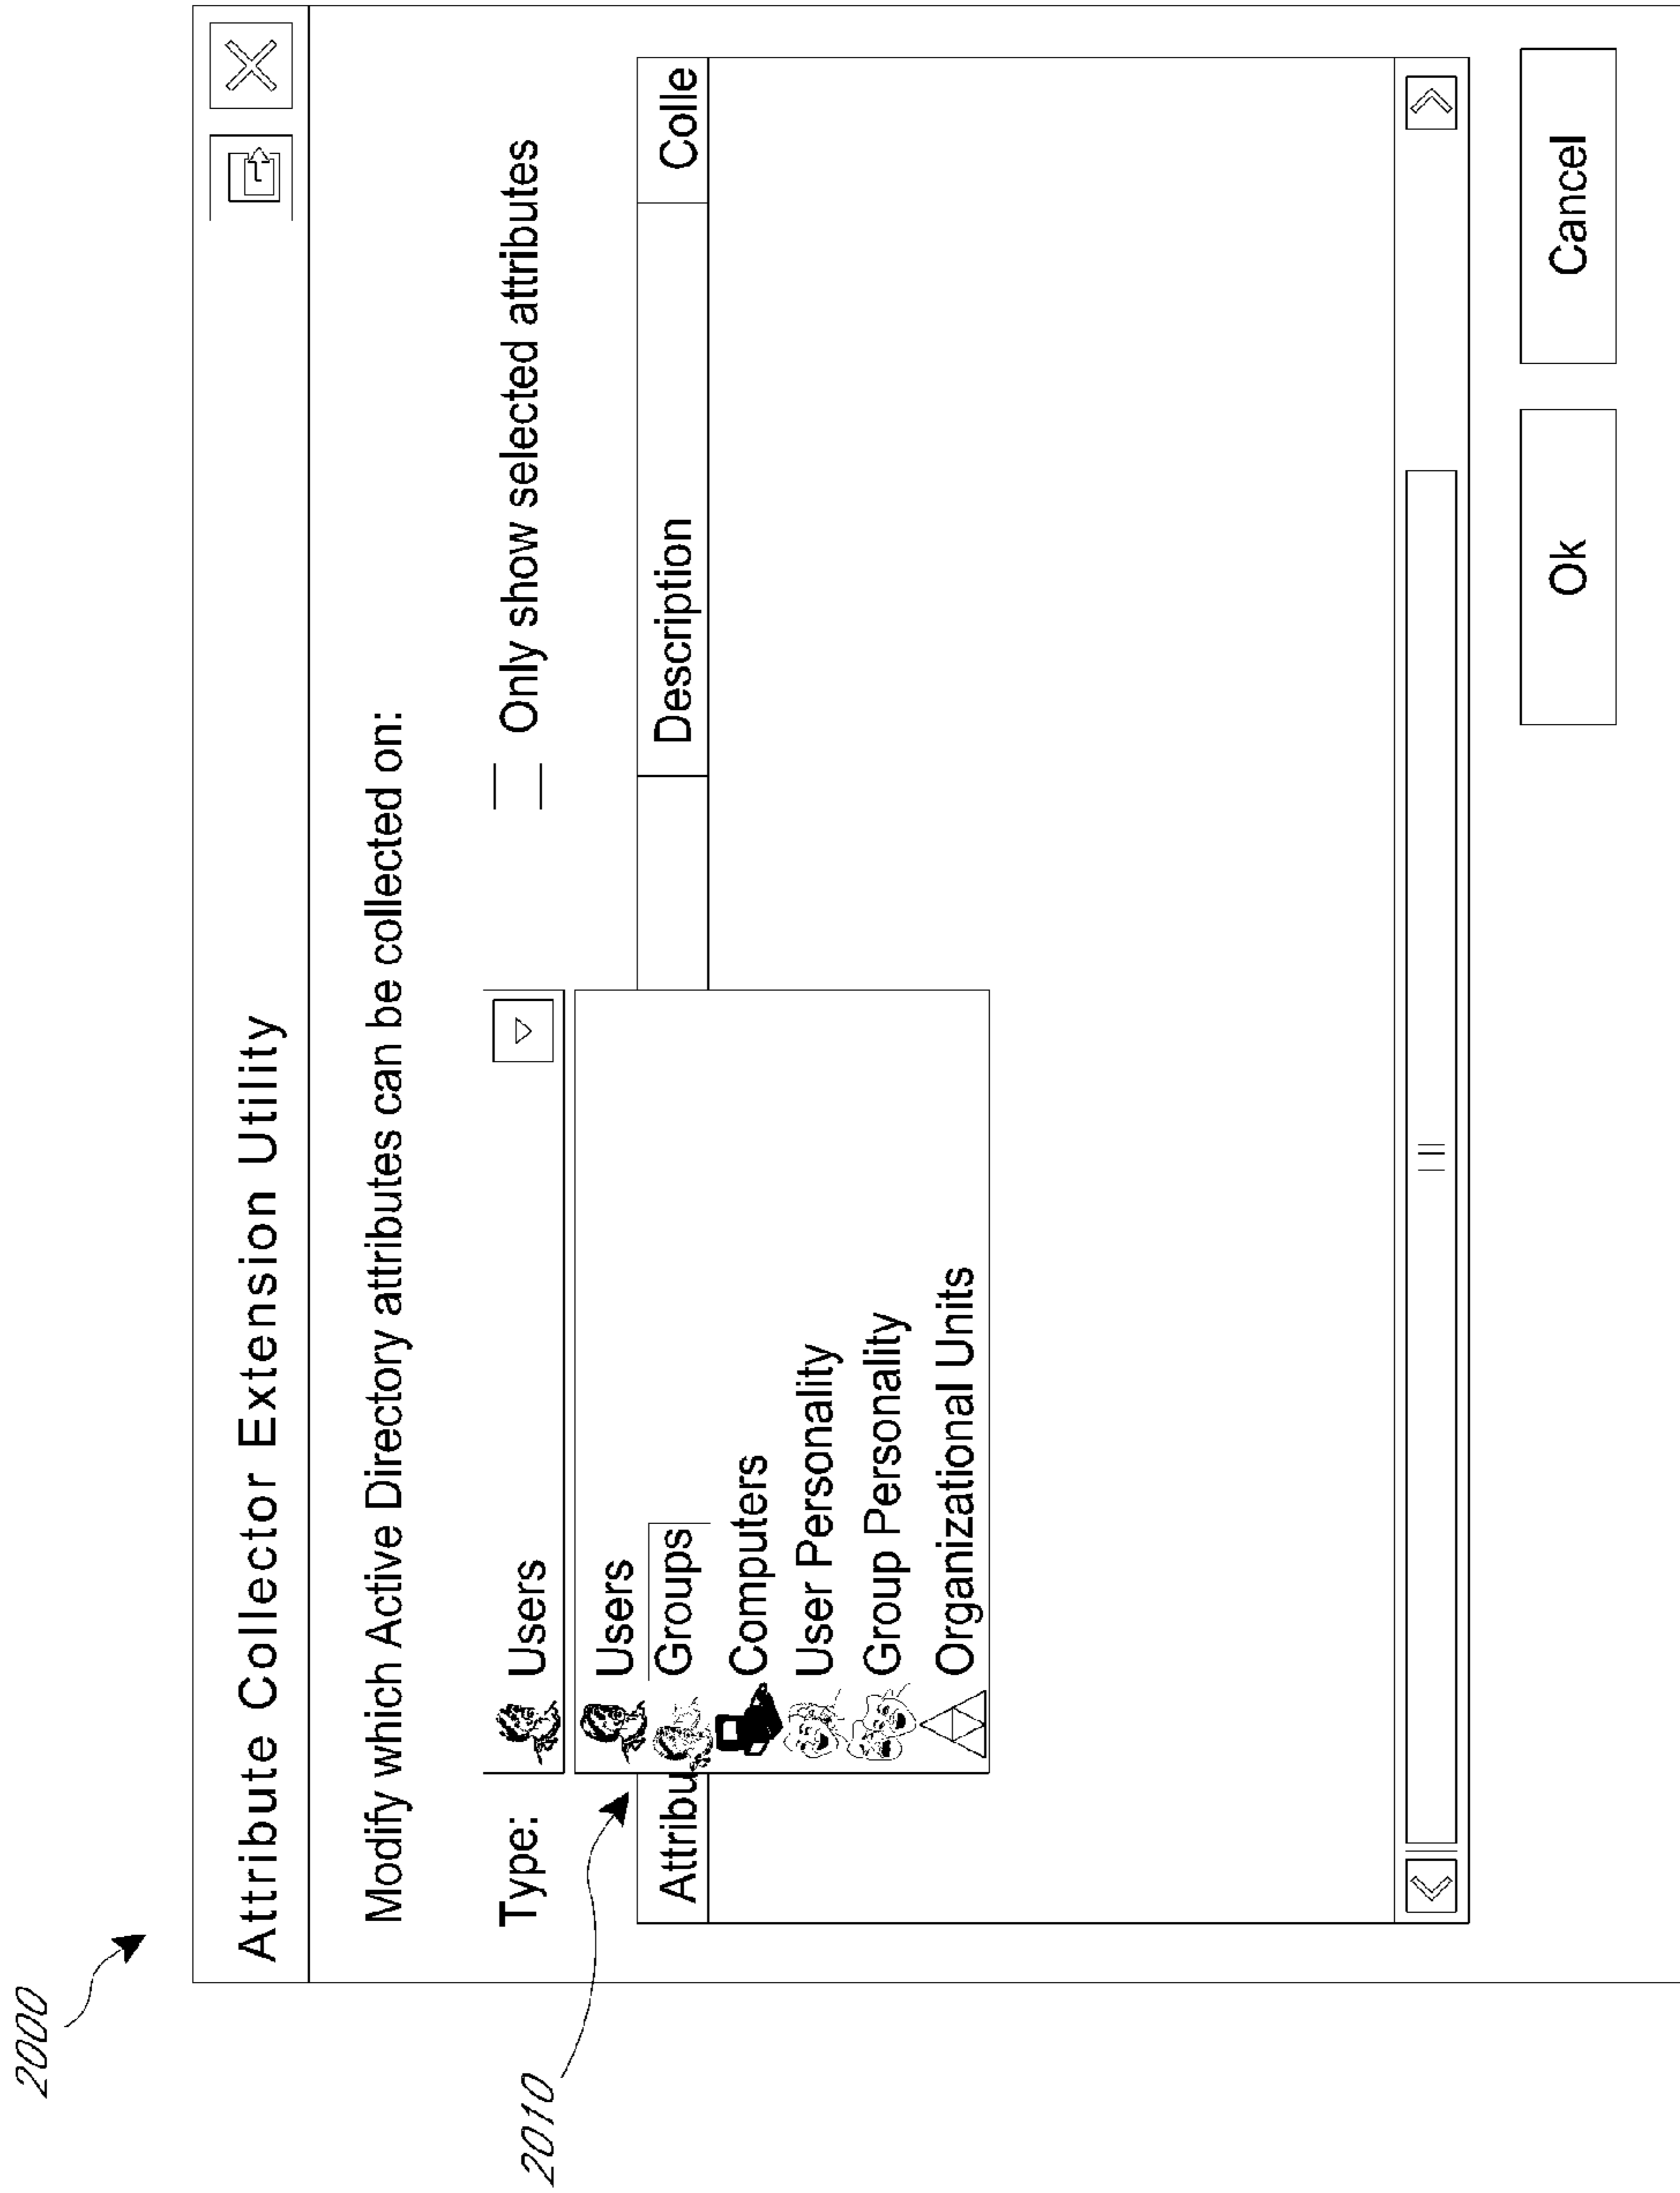 2000
Attribute Collector Extension Utility
Modify which Active Directory attributes can be collected on:
Type: Users Only show selected attributes
2010
Attribu Description Colle
Users
Groups
Computers
User Personality
Group Personality
Organizational Units
Ok Cancel